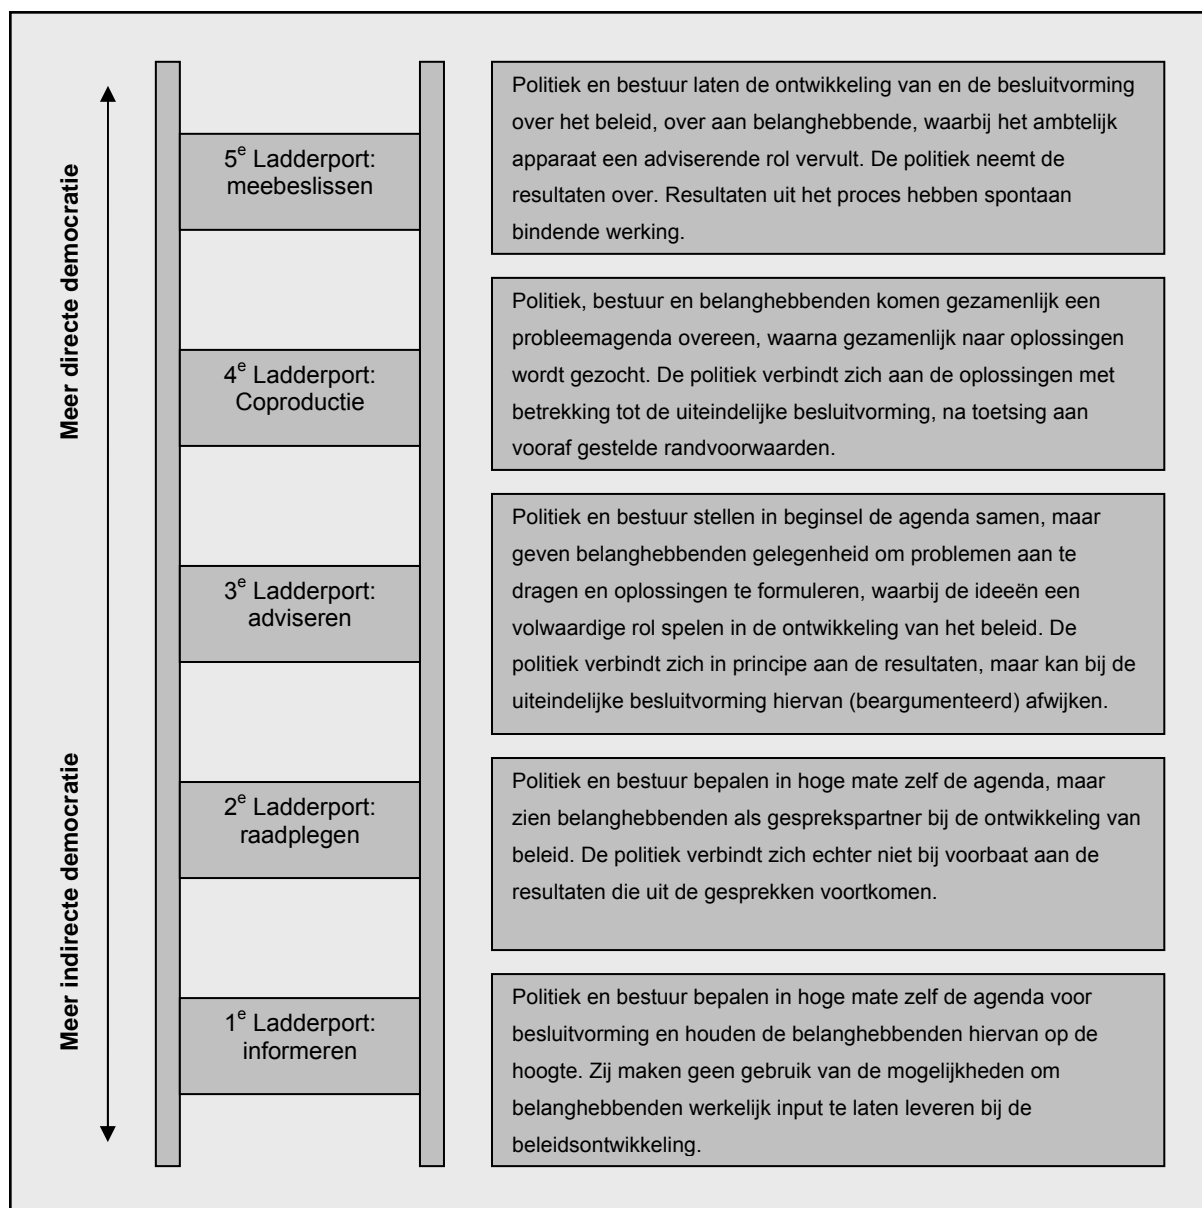 Meer directe democratie
Meer indirecte democratie
5e Ladderport:
meebeslissen
Politiek en bestuur laten de ontwikkeling van en de besluitvorming
over het beleid, over aan belanghebbende, waarbij het ambtelijk
apparaat een adviserende rol vervult. De politiek neemt de
resultaten over. Resultaten uit het proces hebben spontaan
bindende werking.
4e Ladderport:
Coproductie
Politiek, bestuur en belanghebbenden komen gezamenlijk een
probleemagenda overeen, waarna gezamenlijk naar oplossingen
wordt gezocht. De politiek verbindt zich aan de oplossingen met
betrekking tot de uiteindelijke besluitvorming, na toetsing aan
vooraf gestelde randvoorwaarden.
3e Ladderport:
adviseren
Politiek en bestuur stellen in beginsel de agenda samen, maar
geven belanghebbenden gelegenheid om problemen aan te
dragen en oplossingen te formuleren, waarbij de ideeën een
volwaardige rol spelen in de ontwikkeling van het beleid. De
politiek verbindt zich in principe aan de resultaten, maar kan bij de
uiteindelijke besluitvorming hiervan (beargumenteerd) afwijken.
2e Ladderport:
raadplegen
Politiek en bestuur bepalen in hoge mate zelf de agenda, maar
zien belanghebbenden als gesprekspartner bij de ontwikkeling van
beleid. De politiek verbindt zich echter niet bij voorbaat aan de
resultaten die uit de gesprekken voortkomen.
1e Ladderport:
informeren
Politiek en bestuur bepalen in hoge mate zelf de agenda voor
besluitvorming en houden de belanghebbenden hiervan op de
hoogte. Zij maken geen gebruik van de mogelijkheden om
belanghebbenden werkelijk input te laten leveren bij de
beleidsontwikkeling.